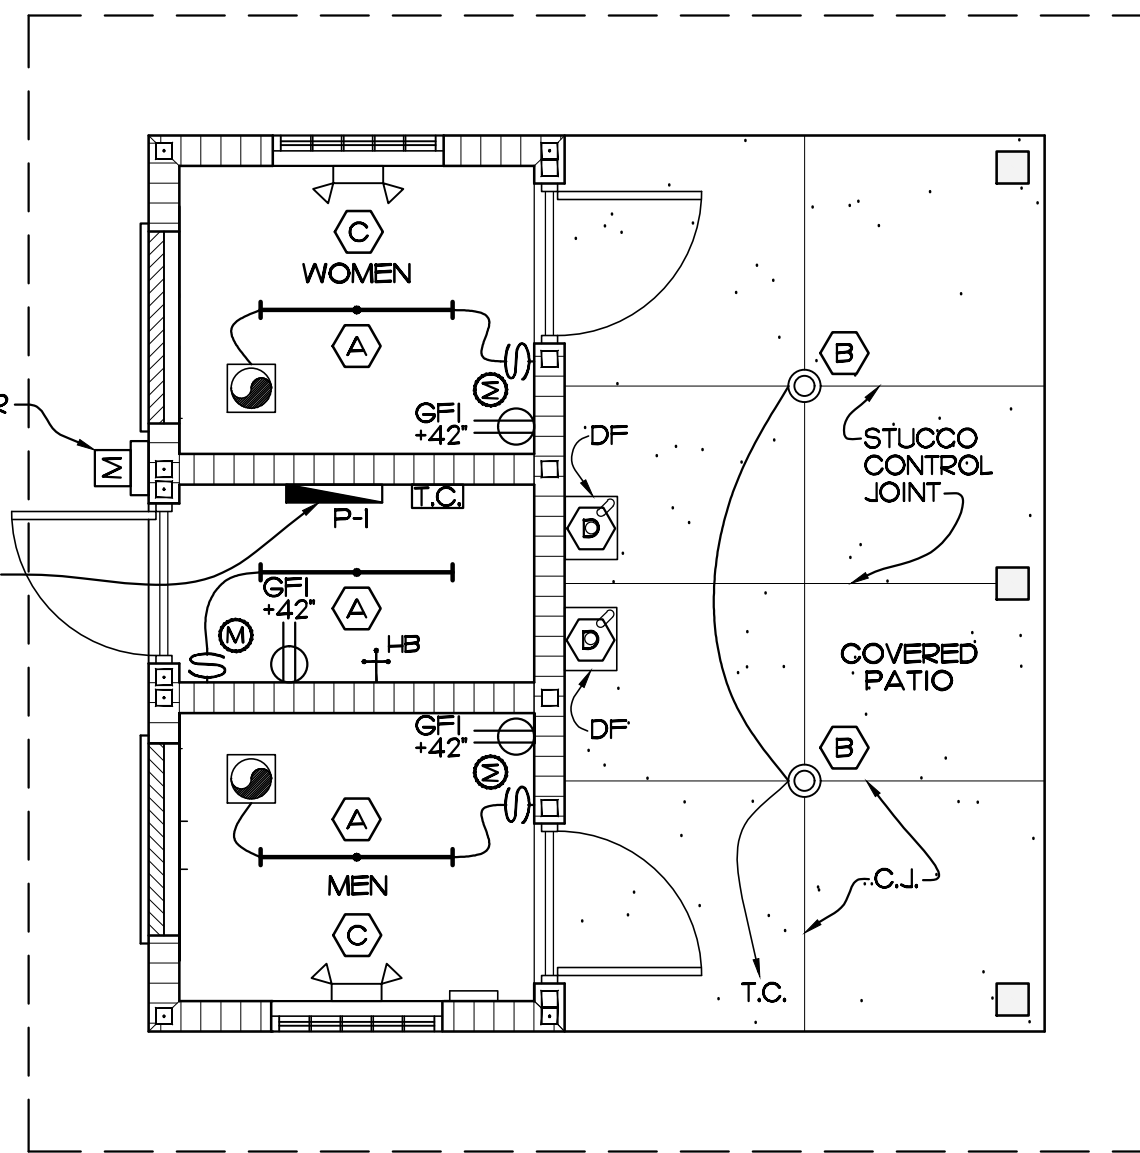 C
WOMEN
A
B
M
R
GFI
+42"
DF
STUCCO
CONTROL
JOINT
M
T.C.
P-1
D
GFI
+42"
A
M
HB
D
COVERED
PATIO
GFI
+42"
DF
B
M
A
MEN
C.J.
C
T.C.